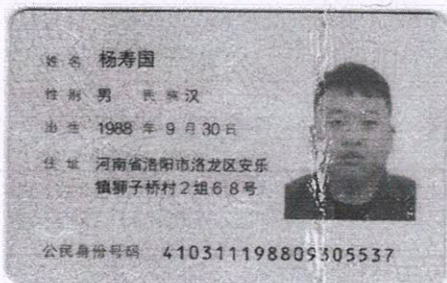 姓名 杨寿国
性别 男 民族 汉
出生 1988 年 9 月 30 日
住址 河南省洛阳市洛龙区安乐
镇狮子桥村2组68号
公民身份号码 410311198809305537